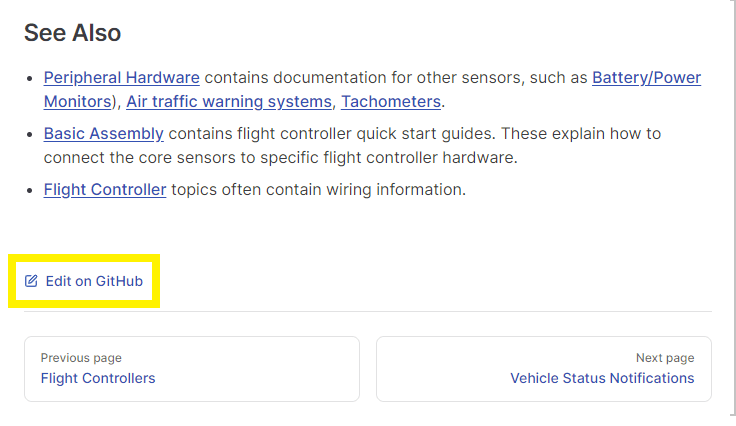 See Also
Peripheral Hardware contains documentation for other sensors, such as Battery/Power
Monitors), Air traffic warning systems, Tachometers.
Basic Assembly contains flight controller quick start guides. These explain how to
connect the core sensors to specific flight controller hardware.
Flight Controller topics often contain wiring information.
Edit on GitHub
Previous page
Flight Controllers
Next page
Vehicle Status Notifications